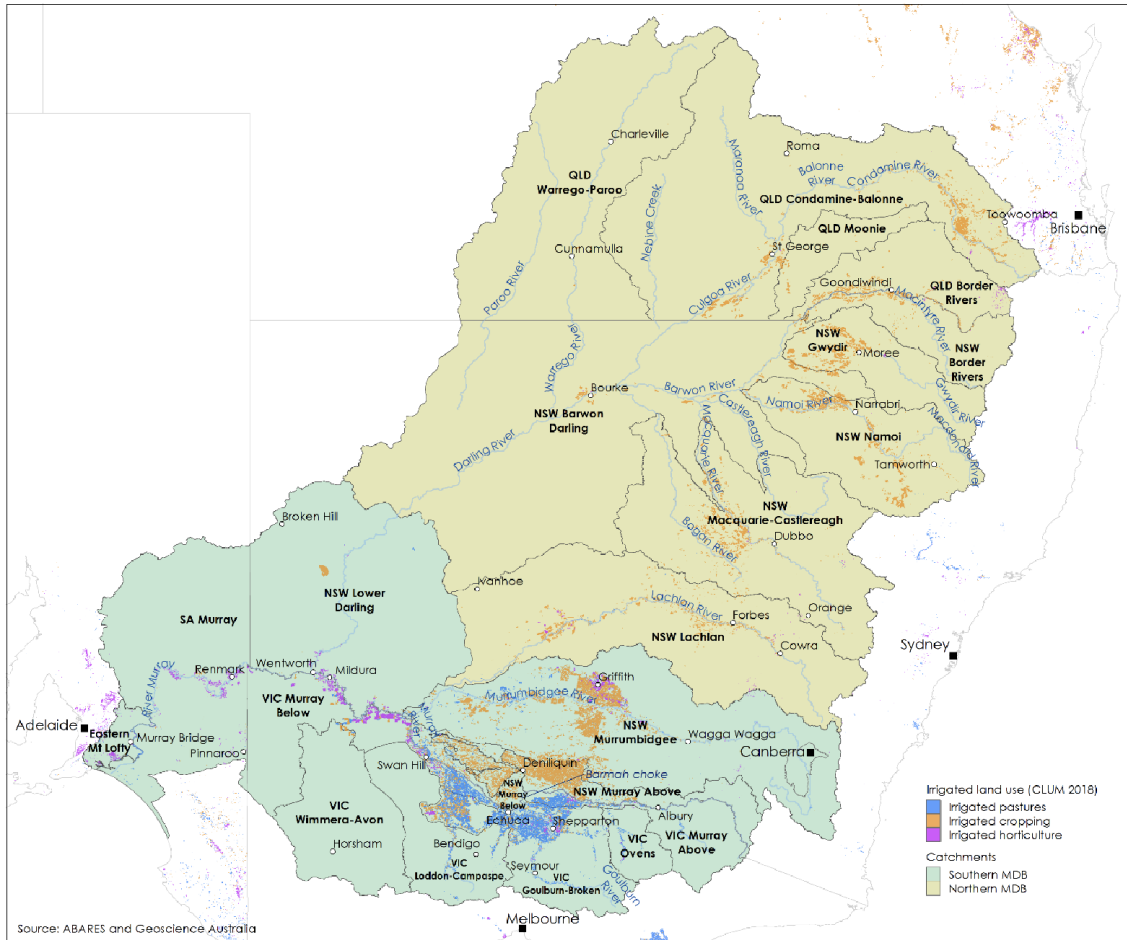 Charleville
Roma
Maranoa River
Balonne
River
Condamine River
QLD
Warrego-Paroo
Nebine Creek
QLD Condamine-Balonne
Toowoomba
Brisbane
QLD Moonie
Cunnamulla
St George
Paroo River
Culgoa River
Goondiwindi
QLD Border
Rivers
Macintyre River
Warrego River
NSW
Gwydir
Moree
NSW
Border
Rivers
Bourke
Barwon River
Gwydir River
NSW Barwon
Darling
Castlereagh River
Namoi River
Narrabri
Macquarie River
Macdonald River
NSW Namoi
Darling River
Tamworth
NSW
Macquarie-Castlereagh
Broken Hill
Bogan River
Dubbo
Ivanhoe
NSW Lower
Darling
Lachlan River
Forbes
Orange
SA Murray
NSW Lachlan
Cowra
Sydney
River Murray
Renmark
Wentworth
Mildura
Griffith
Murrumbidgee River
VIC Murray
Below
Murray River
NSW
Murrumbidgee
Wagga Wagga
Adelaide
Eastern
Mt Lofty
Murray Bridge
Pinnaroo
Canberra
Swan Hill
Deniliquin
Barmah choke
NSW
Murray
Below
NSW Murray Above
VIC
Wimmera-Avon
Echuca
Shepparton
Albury
Horsham
Bendigo
VIC
Ovens
VIC Murray
Above
VIC
Loddon-Campaspe
Seymour
VIC
Goulburn-Broken
Goulburn
River
Melbourne
Irrigated land use (CLUM 2018)
Irrigated pastures
Irrigated cropping
Irrigated horticulture
Catchments
Southern MDB
Northern MDB
Source: ABARES and Geoscience Australia